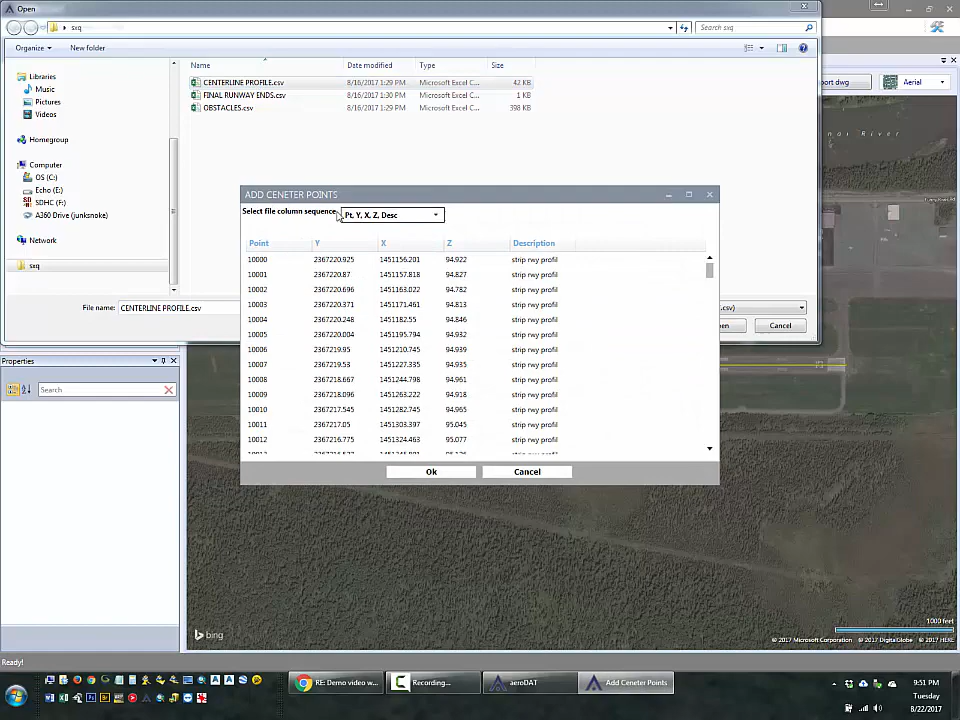 Open
sxq
Search sxq
Organize
New folder
Name
Date modified
Type
Size
Libraries
Music
Pictures
Videos
Homegroup
Computer
OS (C:)
Echo (E:)
SDHC (F:)
A360 Drive (junksnoke)
Network
sxq
CENTERLINE PROFILE.csv 8/16/2017 1:29 PM Microsoft Excel C... 42 KB
FINAL RUNWAY ENDS.csv 8/16/2017 1:30 PM Microsoft Excel C... 1 KB
OBSTACLES.csv 8/16/2017 1:29 PM Microsoft Excel C... 398 KB
port dwg
Aerial
File name: CENTERLINE PROFILE.csv
.csv)
en
Cancel
ADD CENETER POINTS
Select file column sequence
Pt, Y, X, Z, Desc
Point Y X Z Description
10000 2367220.925 1451156.201 94.922 strip rwy profil
10001 2367220.87 1451157.818 94.827 strip rwy profil
10002 2367220.696 1451163.022 94.782 strip rwy profil
10003 2367220.371 1451171.461 94.813 strip rwy profil
10004 2367220.248 1451182.55 94.846 strip rwy profil
10005 2367220.004 1451195.794 94.932 strip rwy profil
10006 2367219.95 1451210.745 94.939 strip rwy profil
10007 2367219.53 1451227.335 94.935 strip rwy profil
10008 2367218.667 1451244.798 94.961 strip rwy profil
10009 2367218.096 1451263.222 94.918 strip rwy profil
10010 2367217.545 1451282.745 94.965 strip rwy profil
10011 2367217.05 1451303.397 95.045 strip rwy profil
10012 2367216.775 1451324.463 95.077 strip rwy profil
Ok
Cancel
Properties
Search
bing
1000 feet
© 2017 Microsoft Corporation © 2017 DigitalGlobe © 2017 HERE
Ready!
RE: Demo video w...
Recording...
aeroDAT
Add Ceneter Points
9:51 PM
Tuesday
8/22/2017